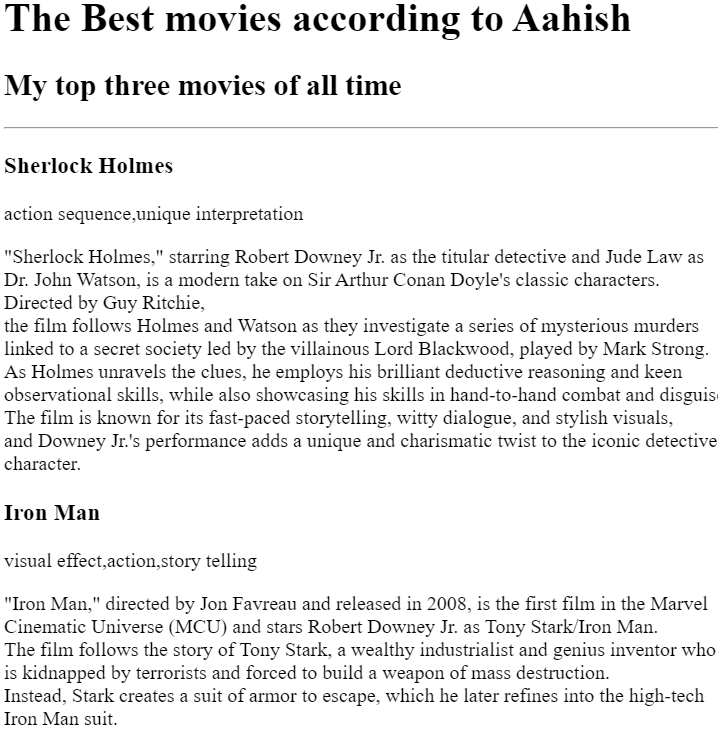 The Best movies according to Aahish
My top three movies of all time
Sherlock Holmes
action sequence,unique interpretation
"Sherlock Holmes," starring Robert Downey Jr. as the titular detective and Jude Law as
Dr. John Watson, is a modern take on Sir Arthur Conan Doyle's classic characters.
Directed by Guy Ritchie,
the film follows Holmes and Watson as they investigate a series of mysterious murders
linked to a secret society led by the villainous Lord Blackwood, played by Mark Strong.
As Holmes unravels the clues, he employs his brilliant deductive reasoning and keen
observational skills, while also showcasing his skills in hand-to-hand combat and disguis
The film is known for its fast-paced storytelling, witty dialogue, and stylish visuals,
and Downey Jr.'s performance adds a unique and charismatic twist to the iconic detective
character.
Iron Man
visual effect,action,story telling
"Iron Man," directed by Jon Favreau and released in 2008, is the first film in the Marvel
Cinematic Universe (MCU) and stars Robert Downey Jr. as Tony Stark/Iron Man.
The film follows the story of Tony Stark, a wealthy industrialist and genius inventor who
is kidnapped by terrorists and forced to build a weapon of mass destruction.
Instead, Stark creates a suit of armor to escape, which he later refines into the high-tech
Iron Man suit.